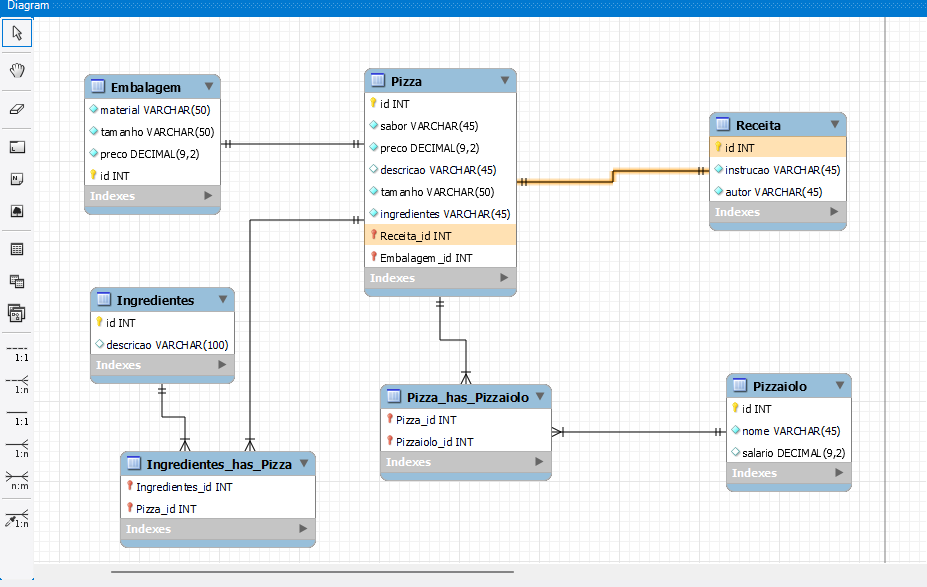 Diagram
Embalagem
material VARCHAR(50)
tamanho VARCHAR(50)
preco DECIMAL(9,2)
id INT
Indexes
Pizza
id INT
sabor VARCHAR(45)
preco DECIMAL(9,2)
descricao VARCHAR(45)
tamanho VARCHAR(50)
ingredientes VARCHAR(45)
Receita_id INT
Embalagem_id INT
Indexes
Receita
id INT
instrucao VARCHAR(45)
autor VARCHAR(45)
Indexes
Ingredientes
id INT
descricao VARCHAR(100)
Indexes
Pizza_has_Pizzaiolo
Pizza_id INT
Pizzaiolo_id INT
Indexes
Pizzaiolo
id INT
nome VARCHAR(45)
salario DECIMAL(9,2)
Indexes
Ingredientes_has_Pizza
Ingredientes_id INT
Pizza_id INT
Indexes
1:1
1:n
1:1
1:n
n:m
1:n